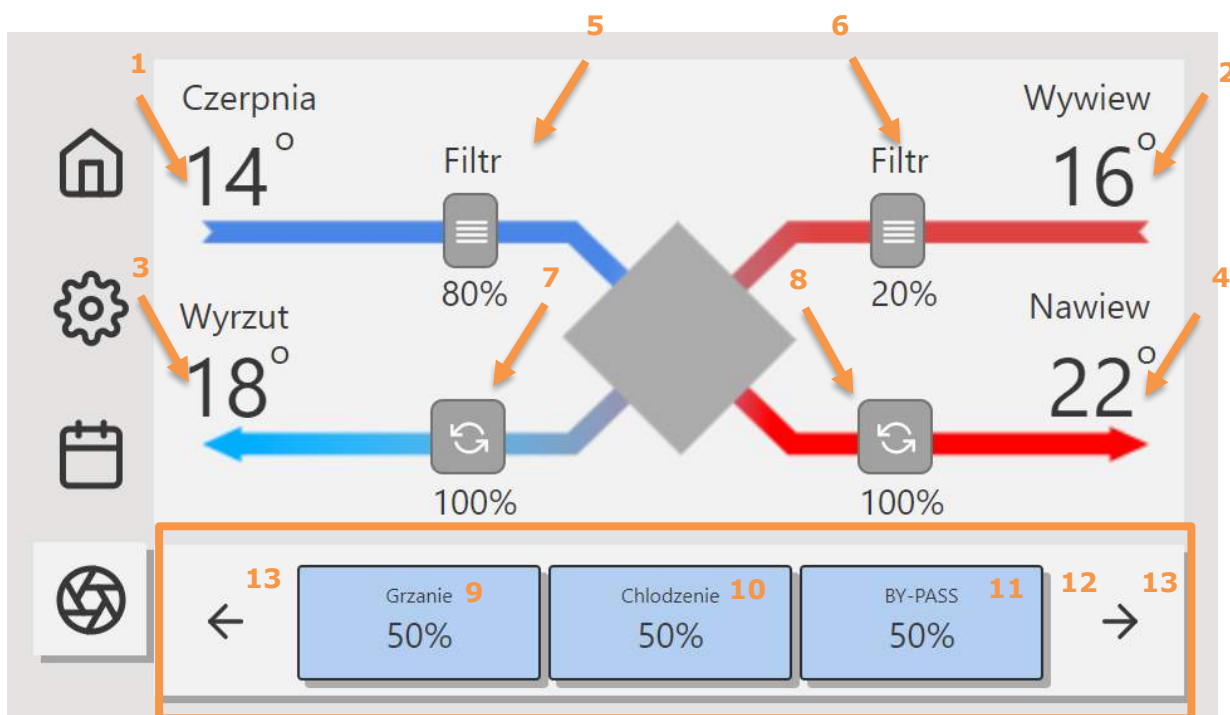 5 6
1 2
Czerpnia Wywiew
14° 16°
Filtr Filtr
3 7 8 4
80% 20%
Wyrzut Nawiew
18° 22°
100% 100%
13 Grzanie 9 Chlodzenie 10 BY-PASS 11 12 13
50% 50% 50%